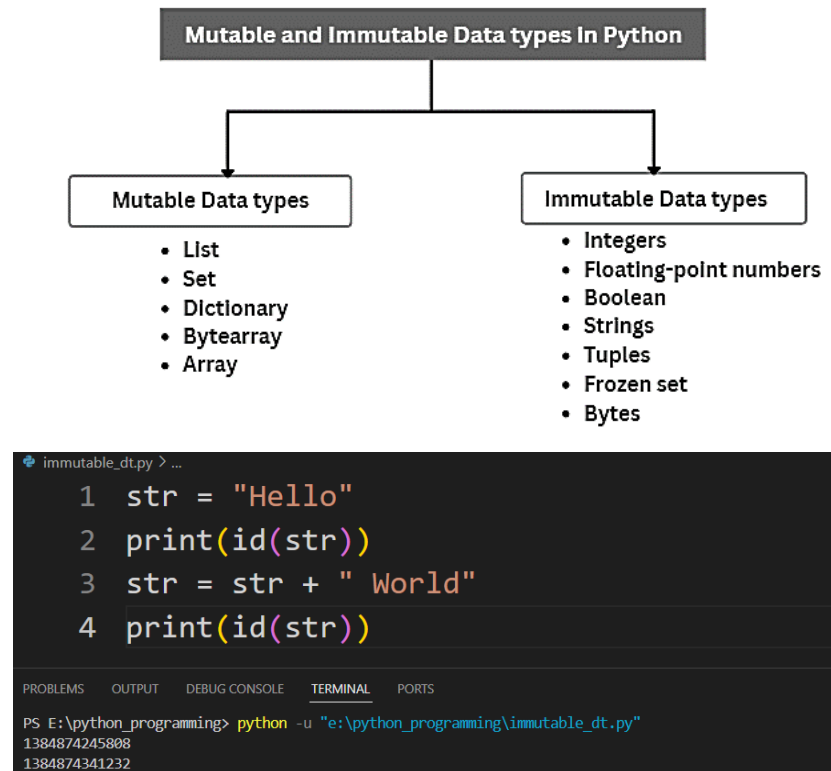 Mutable and Immutable Data types in Python
Mutable Data types
• List
• Set
• Dictionary
• Bytearray
• Array
Immutable Data types
• Integers
• Floating-point numbers
• Boolean
• Strings
• Tuples
• Frozen set
• Bytes
immutable_dt.py > ...
1 str = "Hello"
2 print(id(str))
3 str = str + " World"
4 print(id(str))
PROBLEMS OUTPUT DEBUG CONSOLE TERMINAL PORTS
PS E:\python_programming> python -u "e:\python_programming\immutable_dt.py"
1384874245808
1384874341232